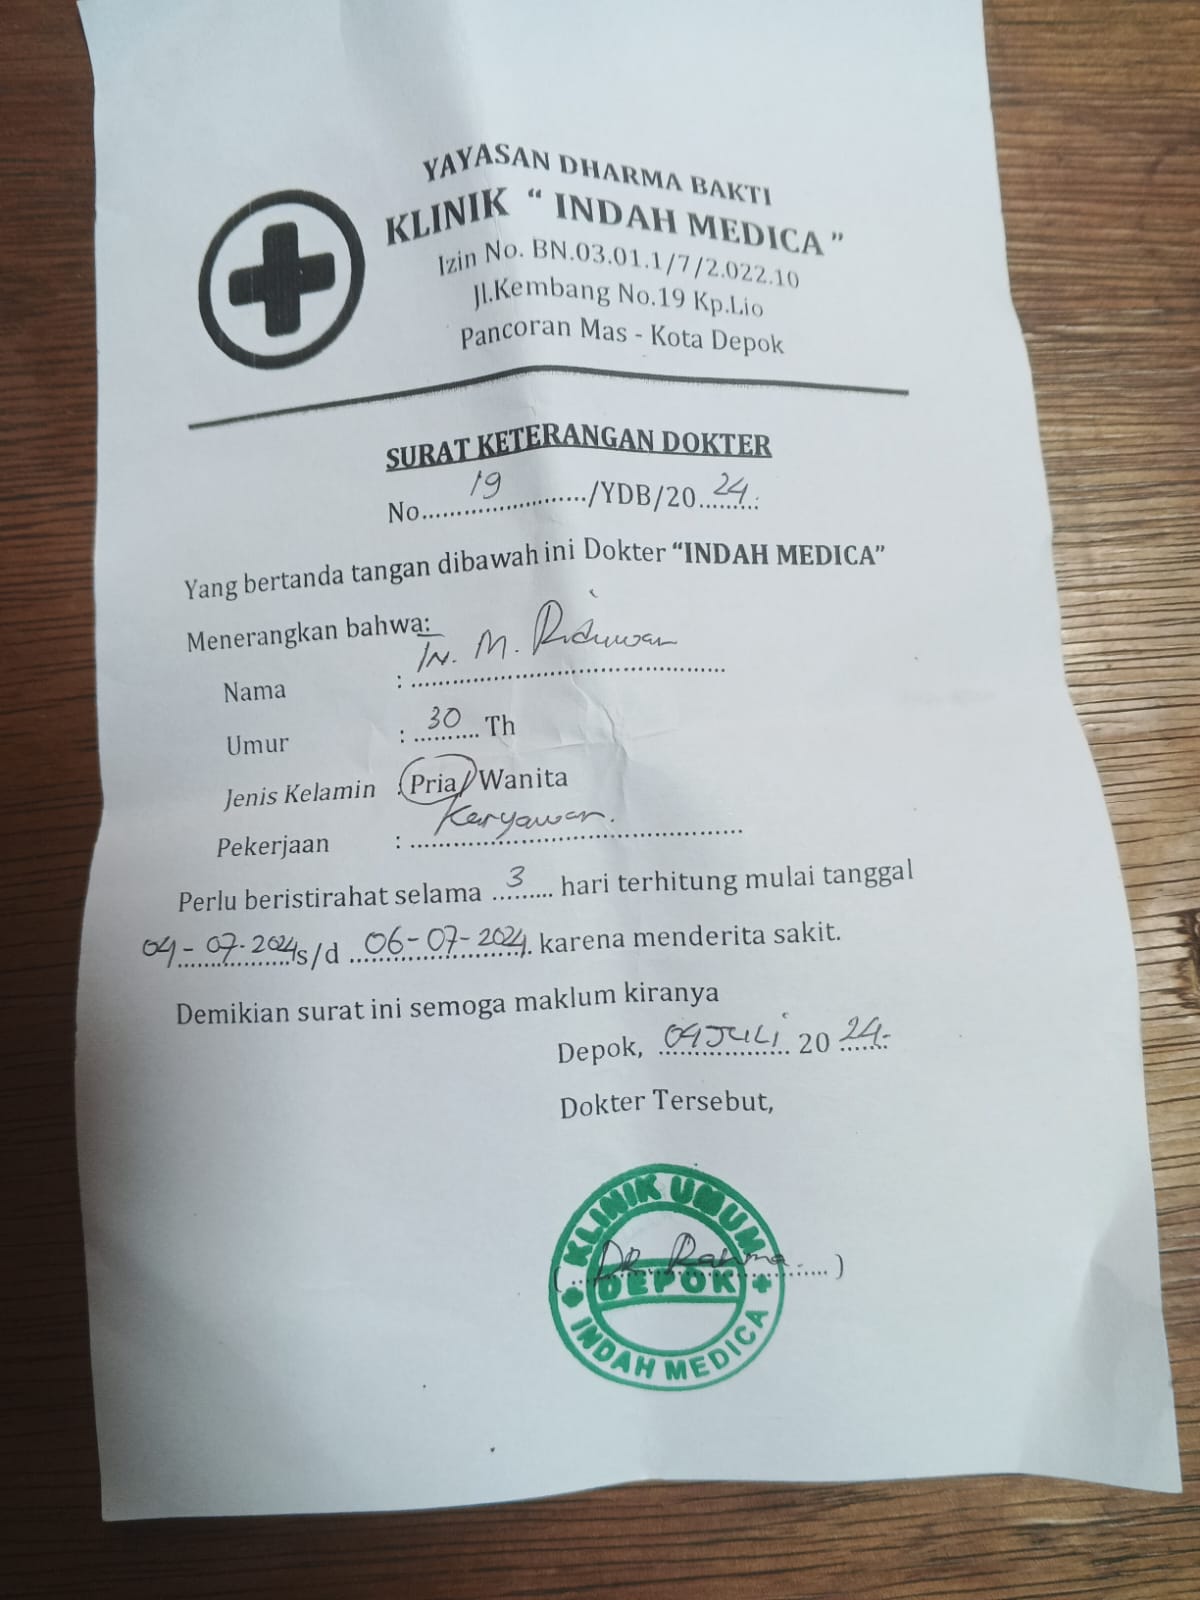 YAYASAN DHARMA BAKTI
KLINIK “ INDAH MEDICA ”
Izin No. BN.03.01.1/7/2.022.10
Jl.Kembang No.19 Kp.Lio
Pancoran Mas - Kota Depok
SURAT KETERANGAN DOKTER
No. 19 ........../YDB/20 24.
Yang bertanda tangan dibawah ini Dokter “INDAH MEDICA”
Menerangkan bahwa:
Nama : Tn. M. Riduwan
Umur : 30 Th
Jenis Kelamin : Pria/Wanita
Pekerjaan : Karyawan.
Perlu beristirahat selama 3 hari terhitung mulai tanggal
04-07-2024 s/d 06-07-2024. karena menderita sakit.
Demikian surat ini semoga maklum kiranya
Depok, 04 JULI 20 24.
Dokter Tersebut,
KLINIK UMUM
( DR. Rahma. )
DEPOK
INDAH MEDICA